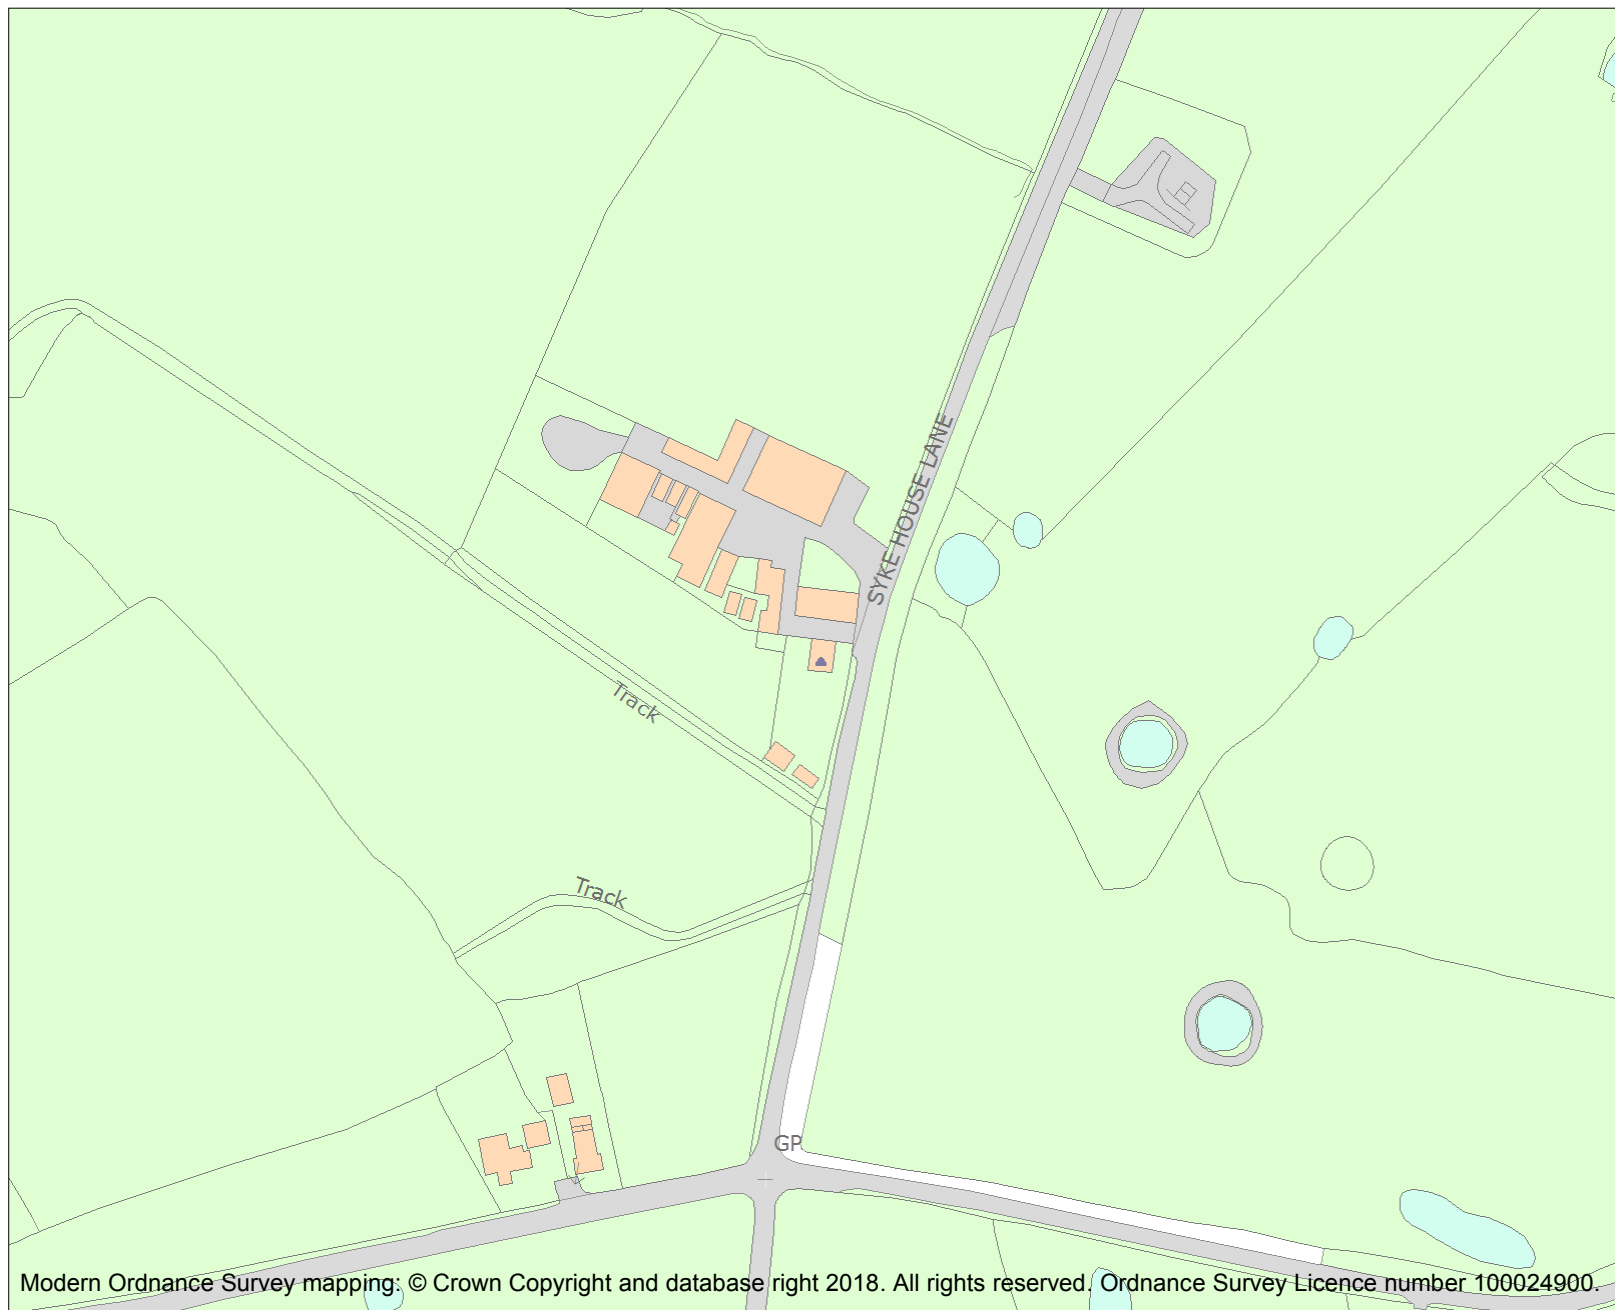 SYKE HOUSE LANE
Track
Track
GP
Modern Ordnance Survey mapping: © Crown Copyright and database right 2018. All rights reserved. Ordnance Survey Licence number 100024900.